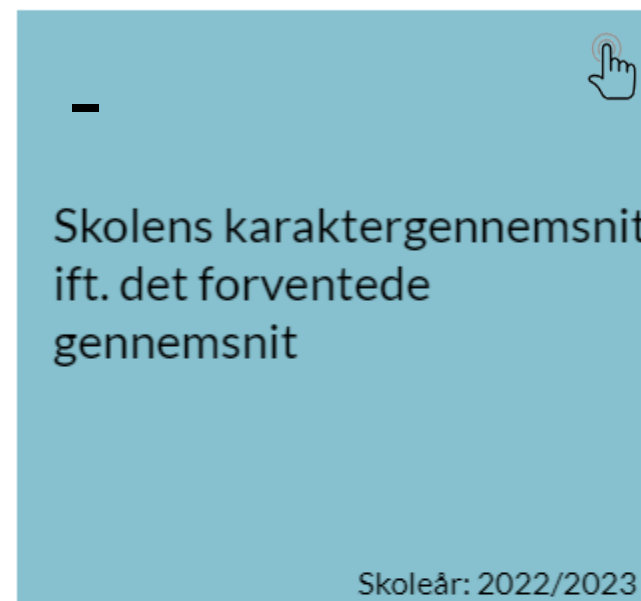 -
Skolens karaktergennemsnit
ift. det forventede
gennemsnit
Skoleår: 2022/2023